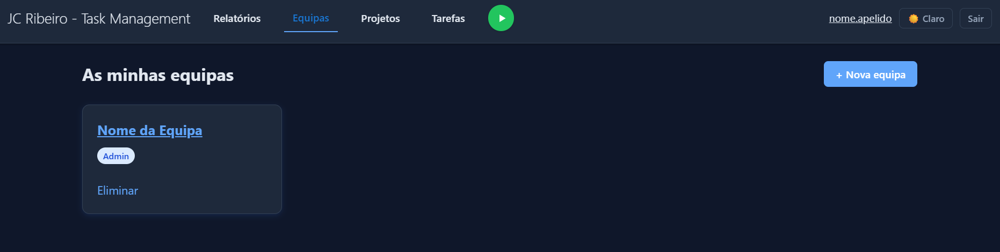 JC Ribeiro - Task Management Relatórios Equipas Projetos Tarefas nome.apelido Claro Sair
As minhas equipas + Nova equipa
Nome da Equipa
Admin
Eliminar